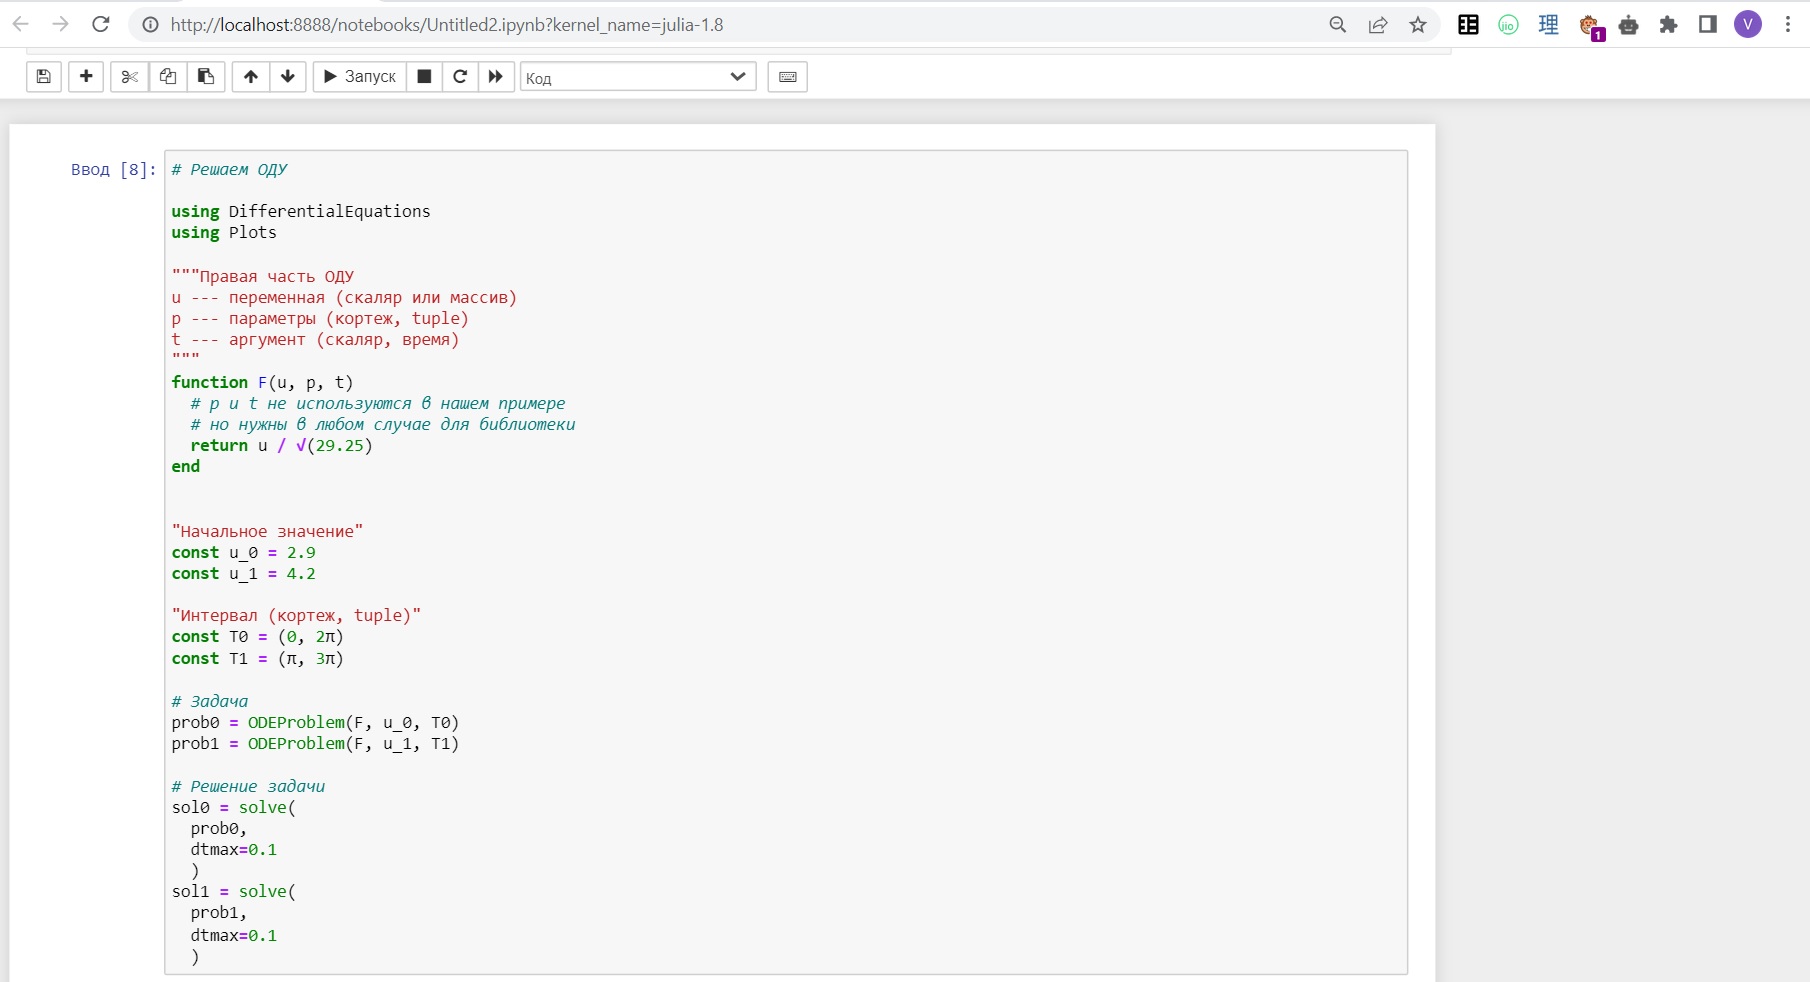 http://localhost:8888/notebooks/Untitled2.ipynb?kernel_name=julia-1.8
jio
理
1
V
Запуск
Код
Ввод [8]:
# Решаем ОДУ
using DifferentialEquations
using Plots
"""Правая часть ОДУ
u --- переменная (скаляр или массив)
p --- параметры (кортеж, tuple)
t --- аргумент (скаляр, время)
"""
function F(u, p, t)
# p и t не используются в нашем примере
# но нужны в любом случае для библиотеки
return u / √(29.25)
end
"Начальное значение"
const u_0 = 2.9
const u_1 = 4.2
"Интервал (кортеж, tuple)"
const T0 = (0, 2π)
const T1 = (π, 3π)
# Задача
prob0 = ODEProblem(F, u_0, T0)
prob1 = ODEProblem(F, u_1, T1)
# Решение задачи
sol0 = solve(
prob0,
dtmax=0.1
)
sol1 = solve(
prob1,
dtmax=0.1
)